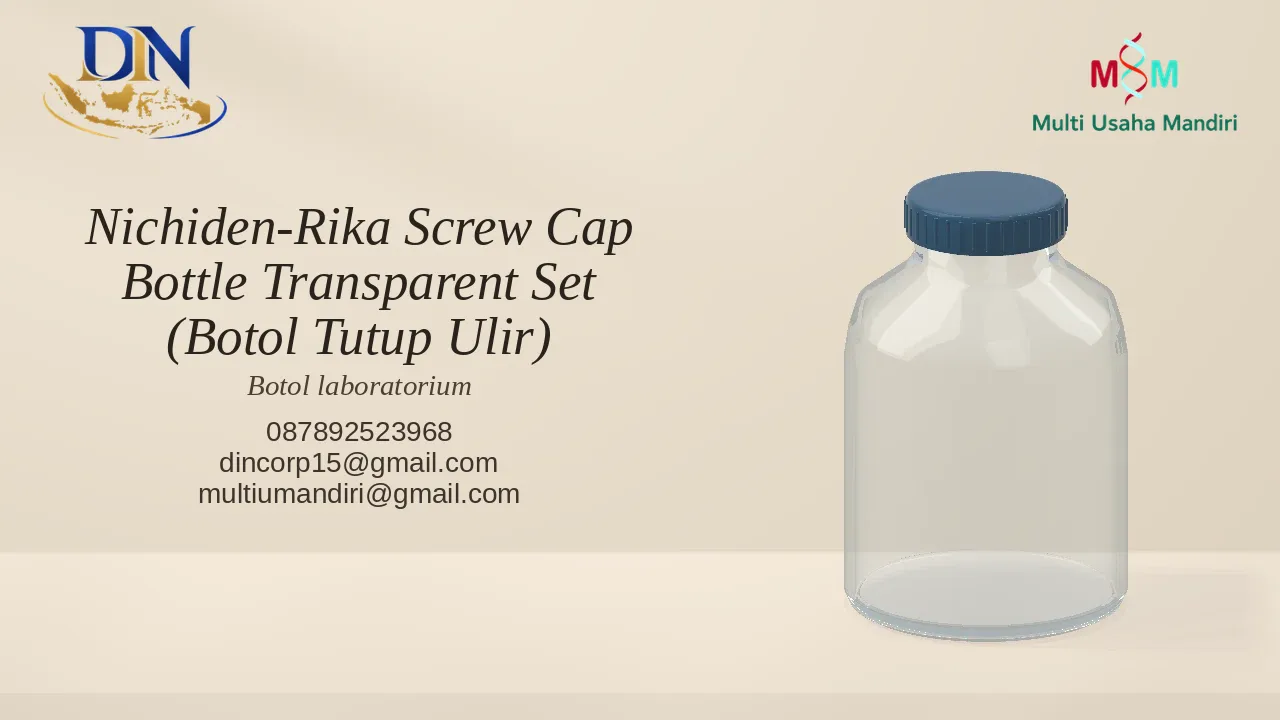 DIN
MSM
Multi Usaha Mandiri
Nichiden-Rika Screw Cap
Bottle Transparent Set
(Botol Tutup Ulir)
Botol laboratorium
087892523968
dincorp15@gmail.com
multiumandiri@gmail.com